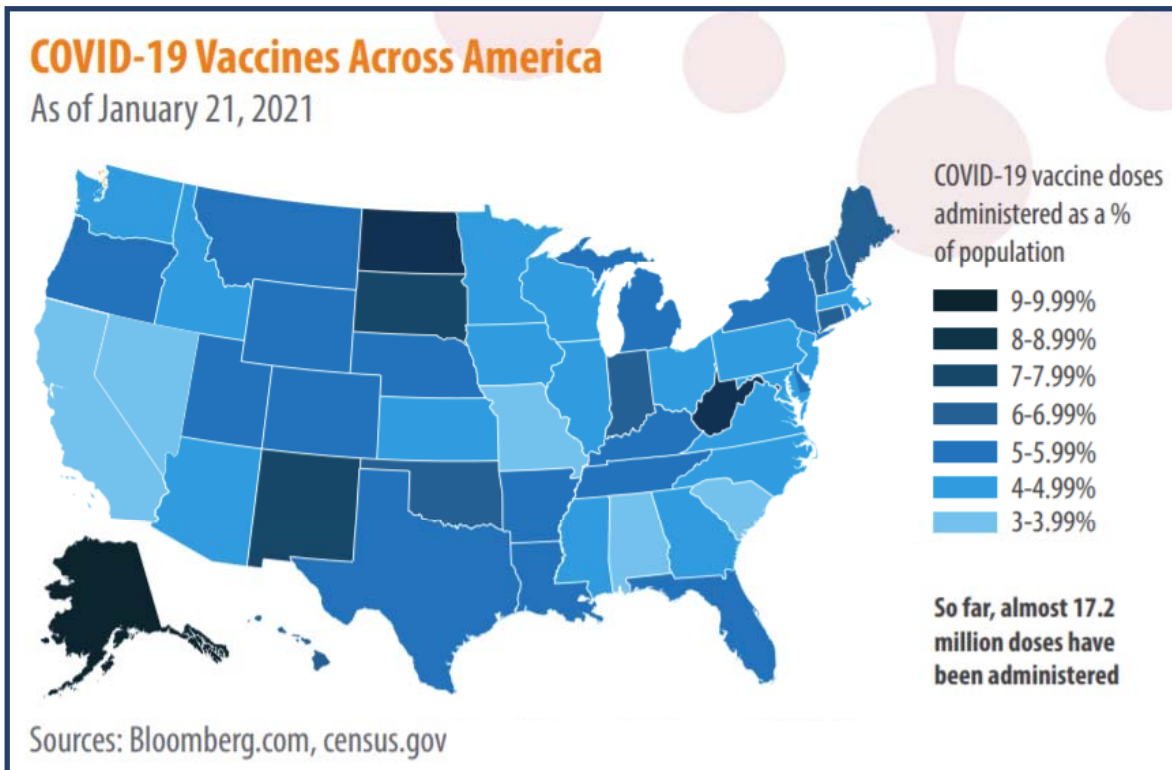 COVID-19 Vaccines Across America
As of January 21, 2021
COVID-19 vaccine doses
administered as a %
of population
9-9.99%
8-8.99%
7-7.99%
6-6.99%
5-5.99%
4-4.99%
3-3.99%
So far, almost 17.2
million doses have
been administered
Sources: Bloomberg.com, census.gov